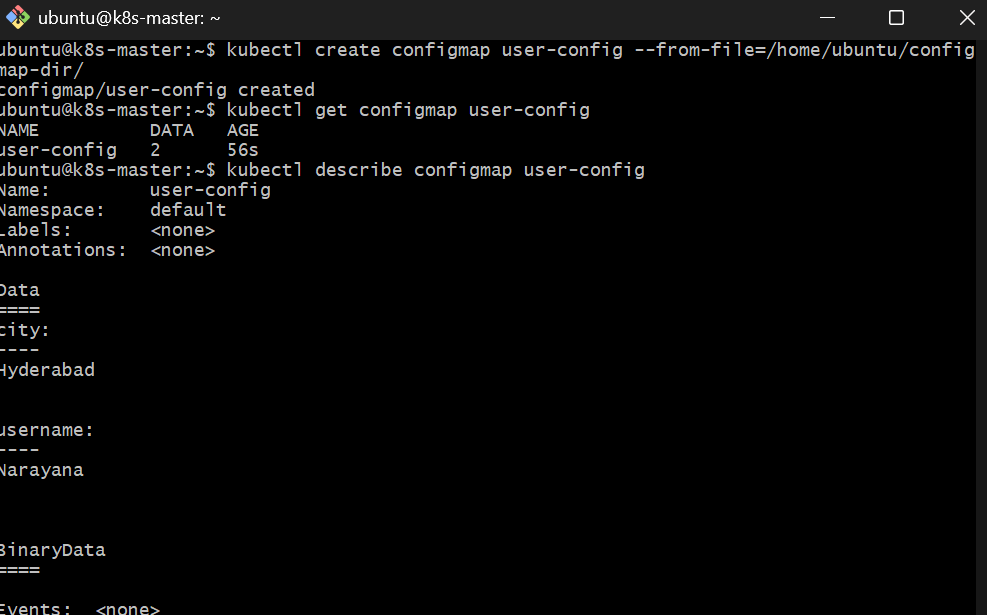 ubuntu@k8s-master: ~
ubuntu@k8s-master:~$ kubectl create configmap user-config --from-file=/home/ubuntu/config
map-dir/
configmap/user-config created
ubuntu@k8s-master:~$ kubectl get configmap user-config
NAME          DATA   AGE
user-config   2      56s
ubuntu@k8s-master:~$ kubectl describe configmap user-config
Name:         user-config
Namespace:    default
Labels:       <none>
Annotations:  <none>

Data
====
city:
----
Hyderabad


username:
----
Narayana



BinaryData
====

Events:  <none>